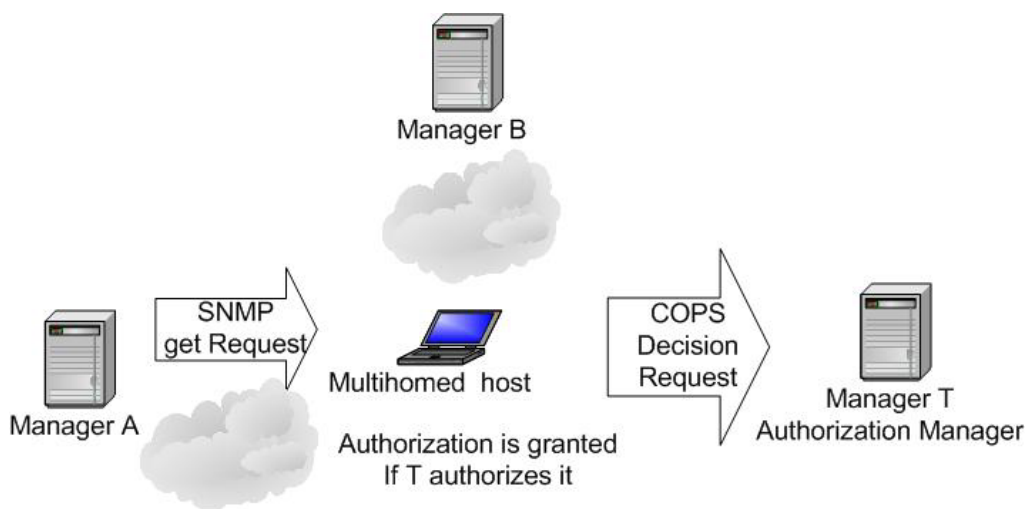 Manager B
SNMP
get Request
COPS
Decision
Request
Manager A
Multihomed host
Manager T
Authorization Manager
Authorization is granted
If T authorizes it